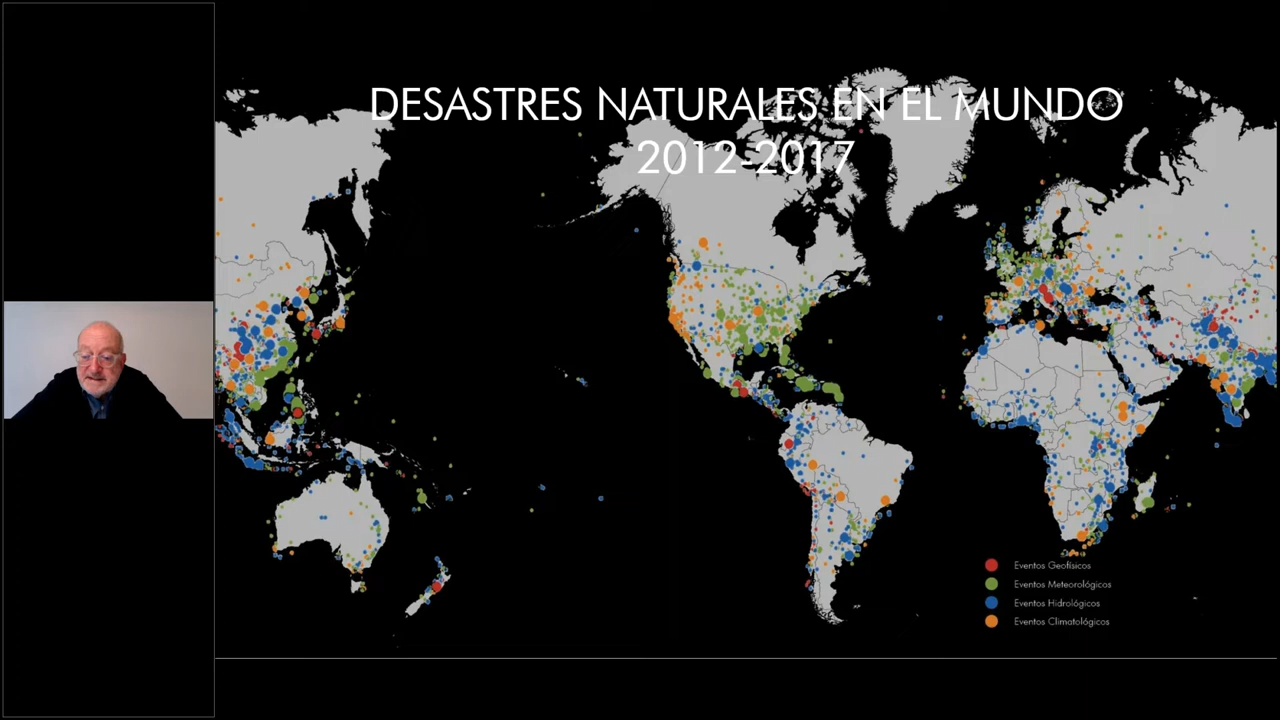 DESASTRES NATURALES EN EL MUNDO
2012-2017
Eventos Geofísicos
Eventos Meteorológicos
Eventos Hidrológicos
Eventos Climatológicos